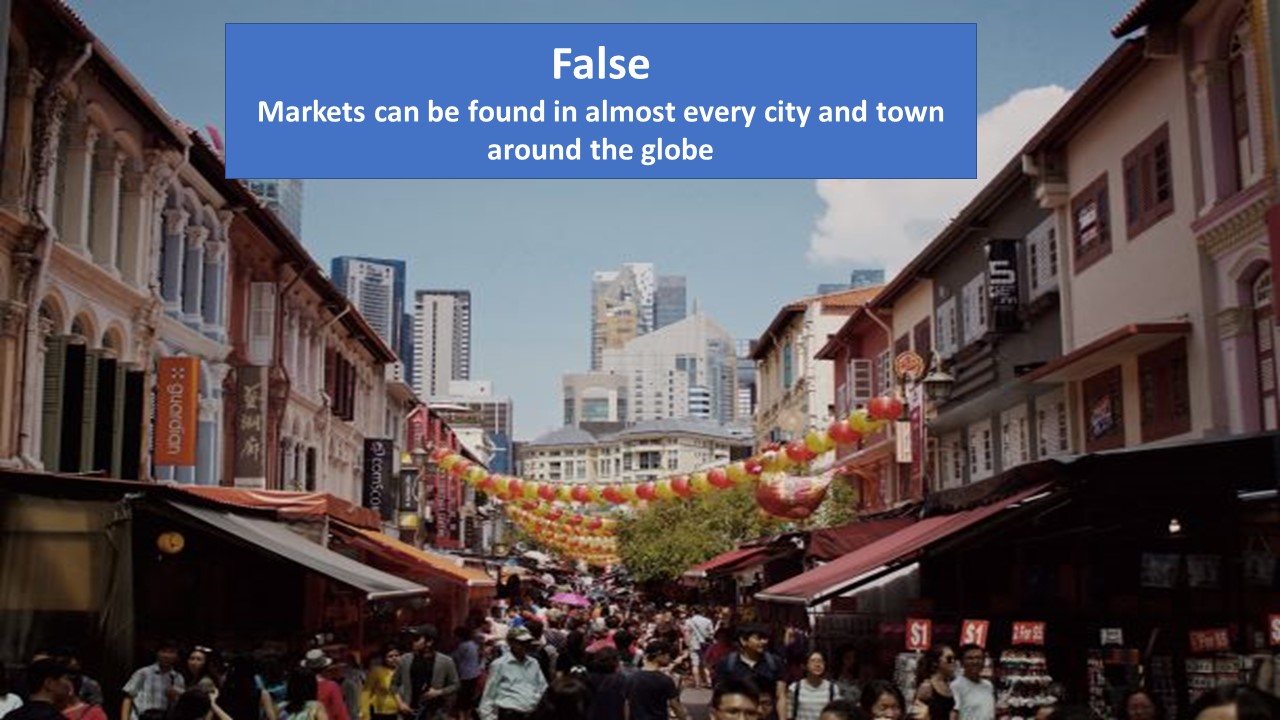 False
Markets can be found in almost every city and town
around the globe
guardian
comsco
$1
$1
2 For $5